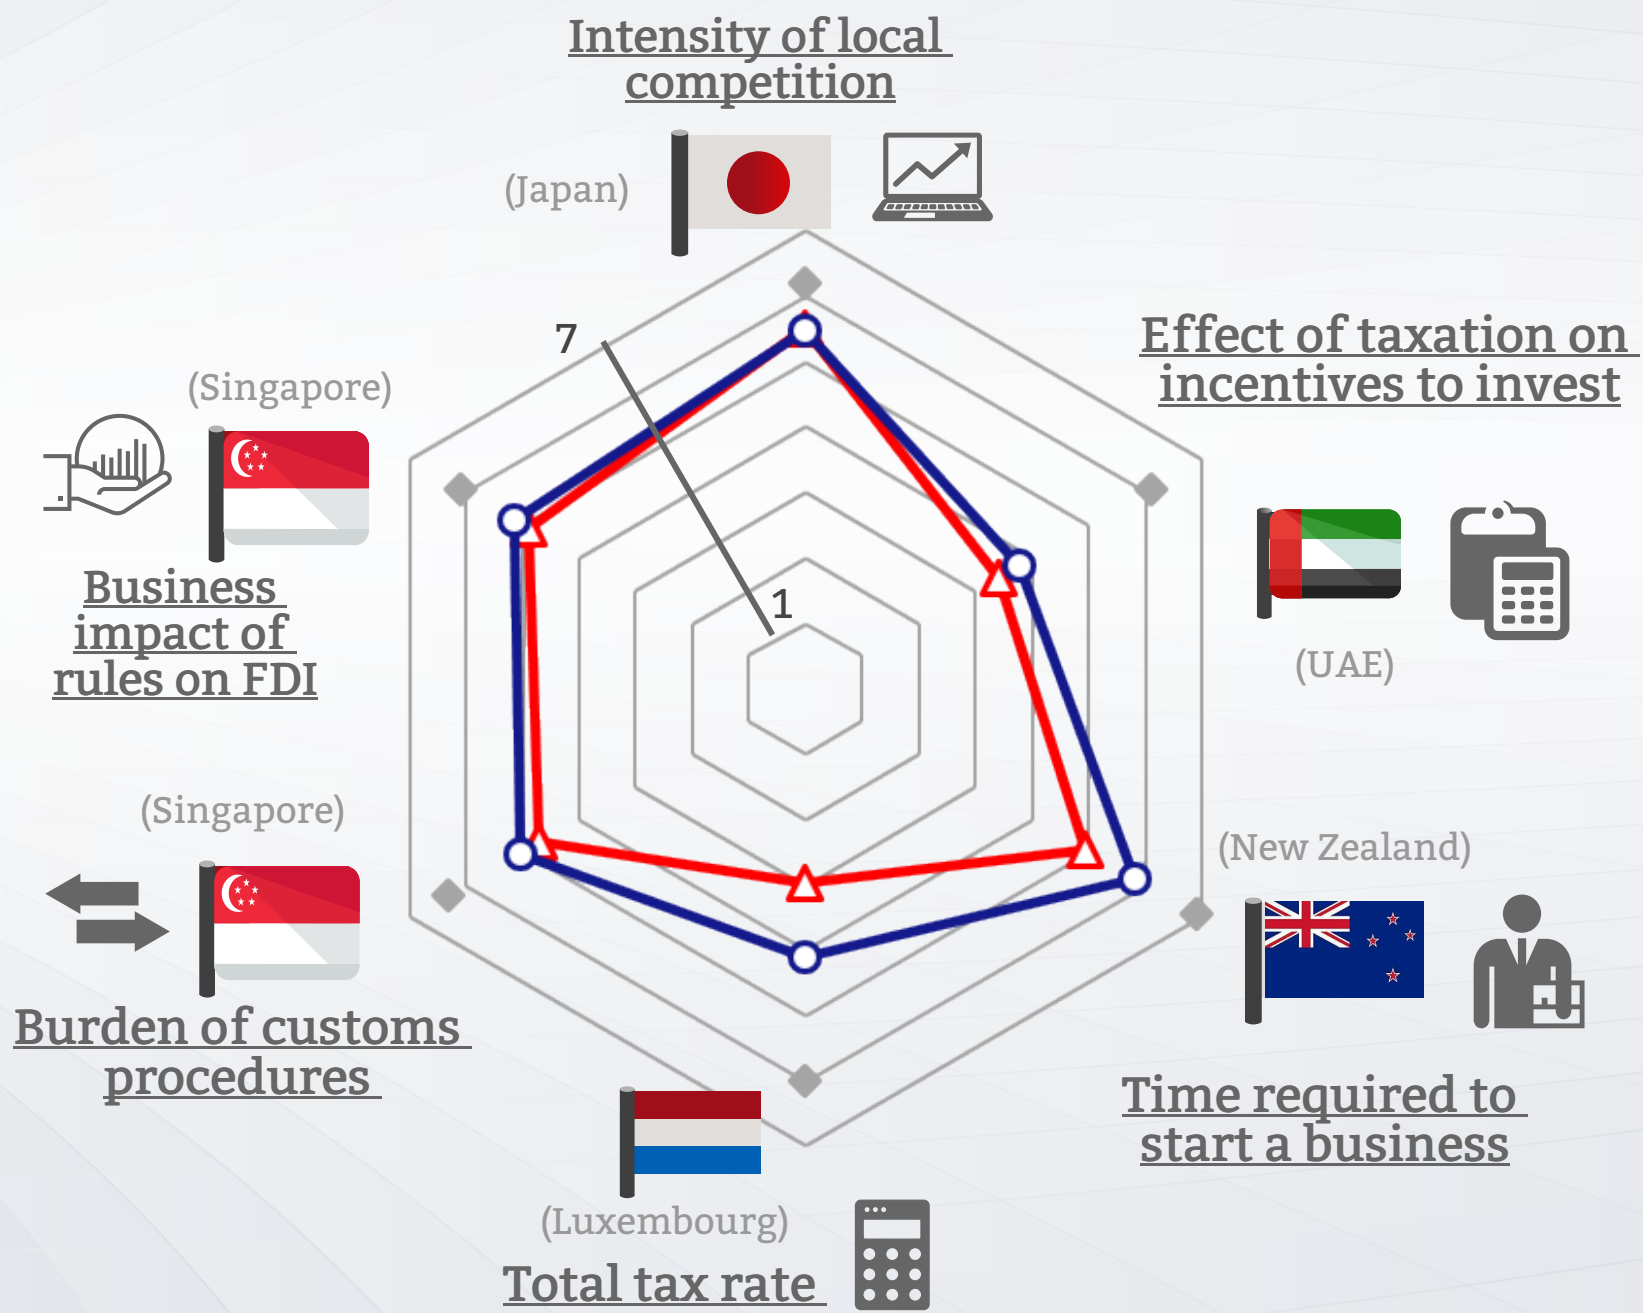 Intensity of local
competition
(Japan)
7
Effect of taxation on
incentives to invest
(Singapore)
1
Business
impact of
rules on FDI
(UAE)
(Singapore)
(New Zealand)
Burden of customs
procedures
Time required to
start a business
(Luxembourg)
Total tax rate